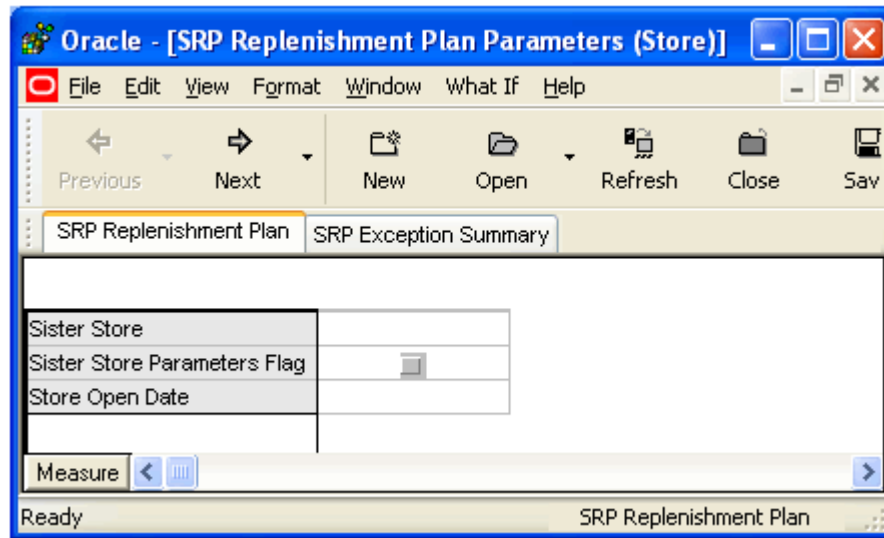 Oracle - [SRP Replenishment Plan Parameters (Store)]
File Edit View Format Window What If Help
Previous Next New Open Refresh Close Sav
SRP Replenishment Plan SRP Exception Summary
Sister Store
Sister Store Parameters Flag
Store Open Date
Measure
Ready SRP Replenishment Plan